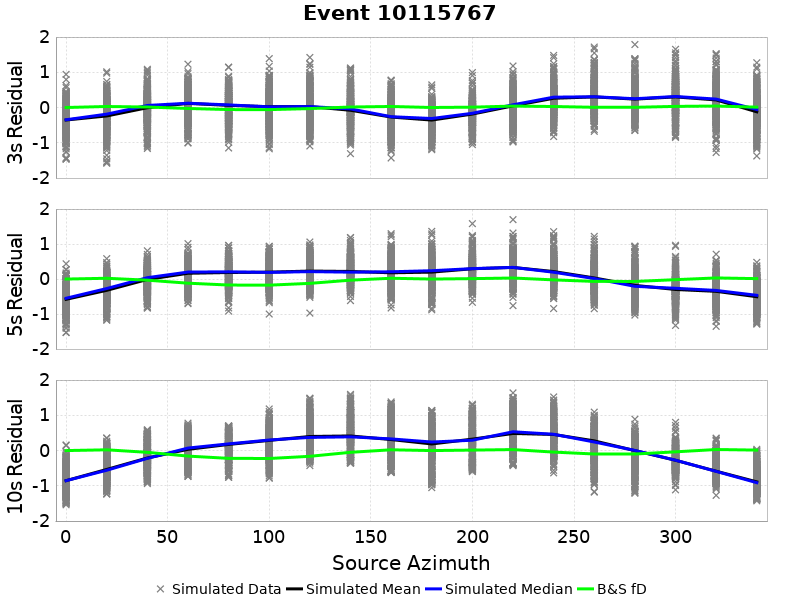 Event 10115767
2
1
0
-1
-2
3s Residual
2
1
0
-1
-2
5s Residual
2
1
0
-1
-2
10s Residual
0 50 100 150 200 250 300
Source Azimuth
Simulated Data Simulated Mean Simulated Median B&S fD